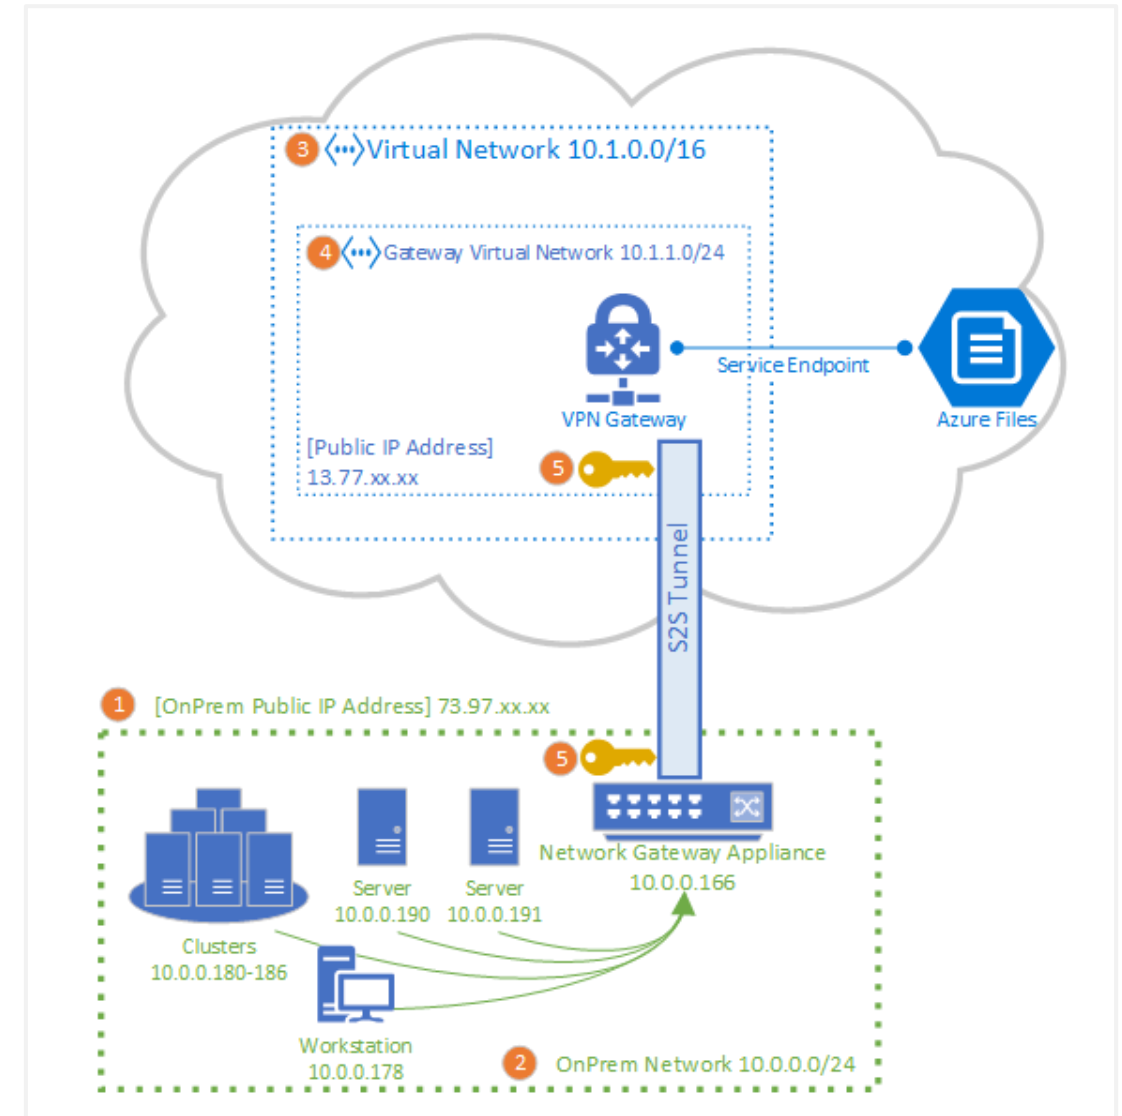 3 Virtual Network 10.1.0.0/16
4 Gateway Virtual Network 10.1.1.0/24
Service Endpoint
VPN Gateway
Azure Files
[Public IP Address]
13.77.xx.xx
5
S2S Tunnel
1 [OnPrem Public IP Address] 73.97.xx.xx
5
Network Gateway Appliance
10.0.0.166
Server
10.0.0.190
Server
10.0.0.191
Clusters
10.0.0.180-186
Workstation
10.0.0.178
2 OnPrem Network 10.0.0.0/24